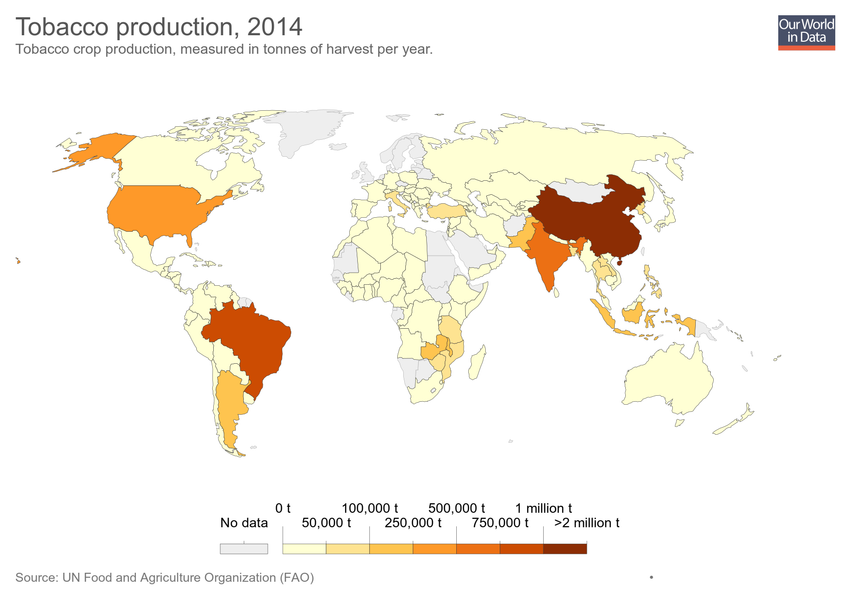 Tobacco production, 2014
Tobacco crop production, measured in tonnes of harvest per year.
Our World
in Data
0 t 100,000 t 500,000 t 1 million t
No data 50,000 t 250,000 t 750,000 t >2 million t
Source: UN Food and Agriculture Organization (FAO)